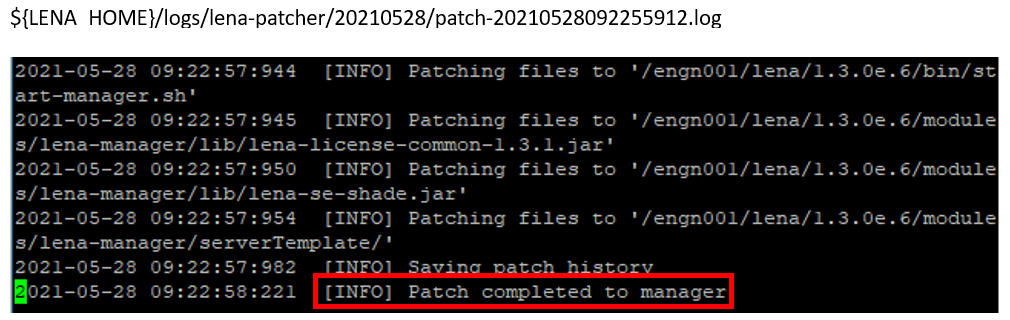 ${LENA_HOME}/logs/lena-patcher/20210528/patch-20210528092255912.log
2021-05-28 09:22:57:944  [INFO] Patching files to '/engn001/lena/1.3.0e.6/bin/st
art-manager.sh'
2021-05-28 09:22:57:945  [INFO] Patching files to '/engn001/lena/1.3.0e.6/module
s/lena-manager/lib/lena-license-common-1.3.1.jar'
2021-05-28 09:22:57:950  [INFO] Patching files to '/engn001/lena/1.3.0e.6/module
s/lena-manager/lib/lena-se-shade.jar'
2021-05-28 09:22:57:954  [INFO] Patching files to '/engn001/lena/1.3.0e.6/module
s/lena-manager/serverTemplate/'
2021-05-28 09:22:57:982  [INFO] Saving patch history
2021-05-28 09:22:58:221  [INFO] Patch completed to manager